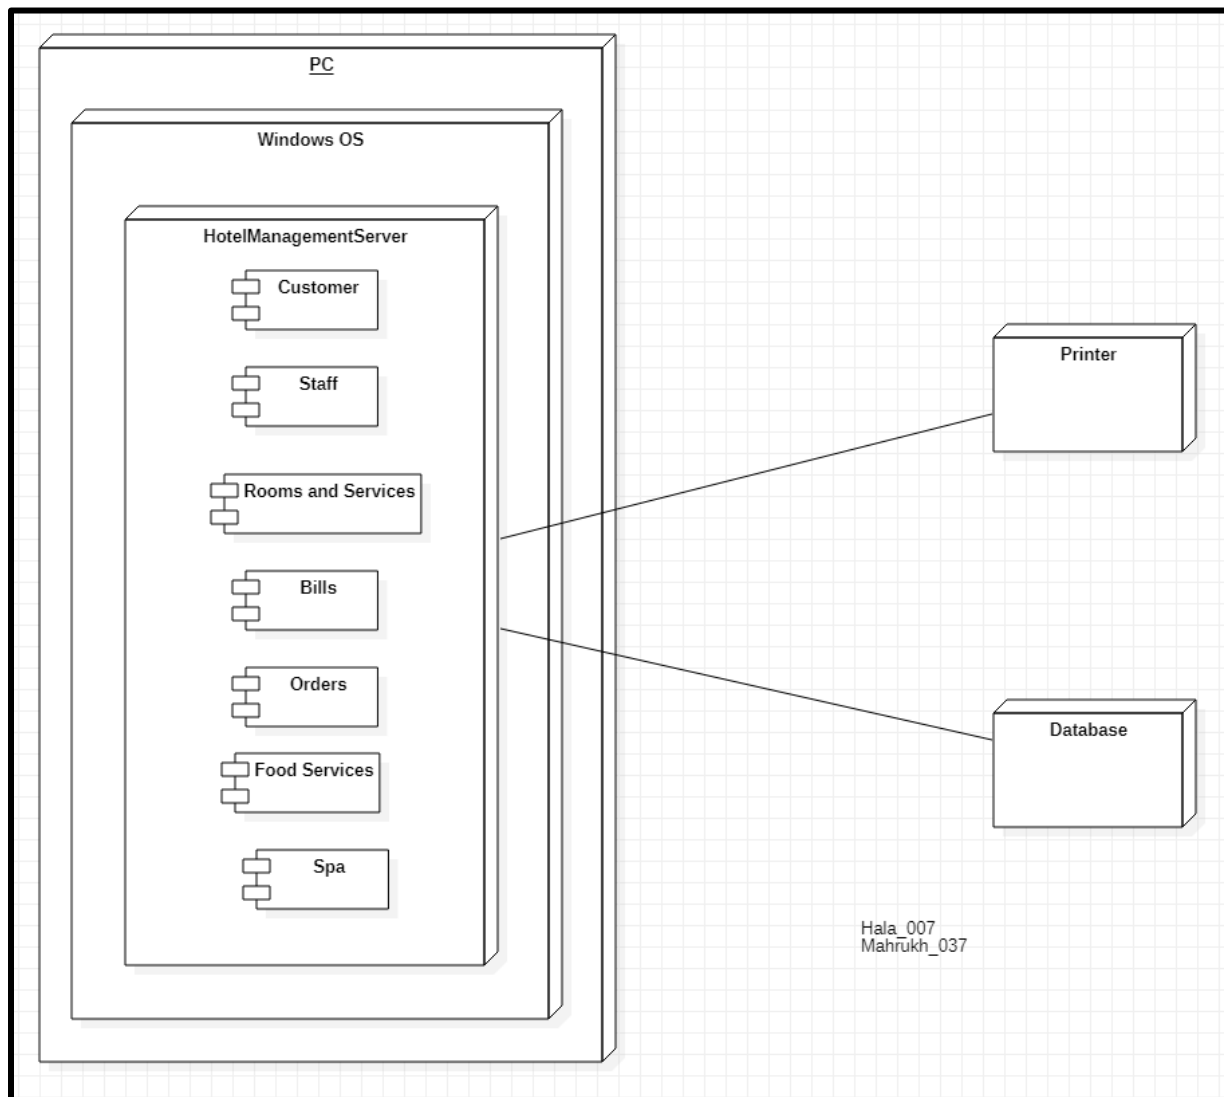 PC
Windows OS
HotelManagementServer
Customer
Staff
Rooms and Services
Bills
Orders
Food Services
Spa
Printer
Database
Hala_007
Mahrukh_037